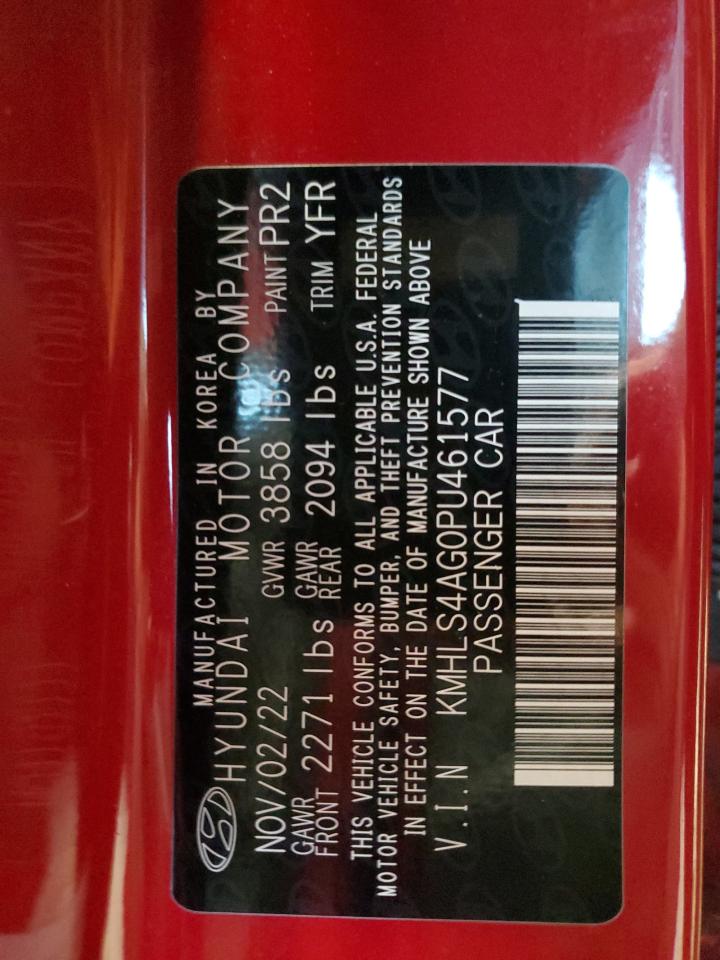 MANUFACTURED IN KOREA BY
HYUNDAI MOTOR COMPANY
NOV/02/22 GVWR 3858 lbs PAINT PR2
GAWR FRONT 2271 lbs GAWR REAR 2094 lbs TRIM YFR
THIS VEHICLE CONFORMS TO ALL APPLICABLE U.S.A. FEDERAL
MOTOR VEHICLE SAFETY, BUMPER, AND THEFT PREVENTION STANDARDS
IN EFFECT ON THE DATE OF MANUFACTURE SHOWN ABOVE
V.I.N KMHLS4AG0PU461577
PASSENGER CAR